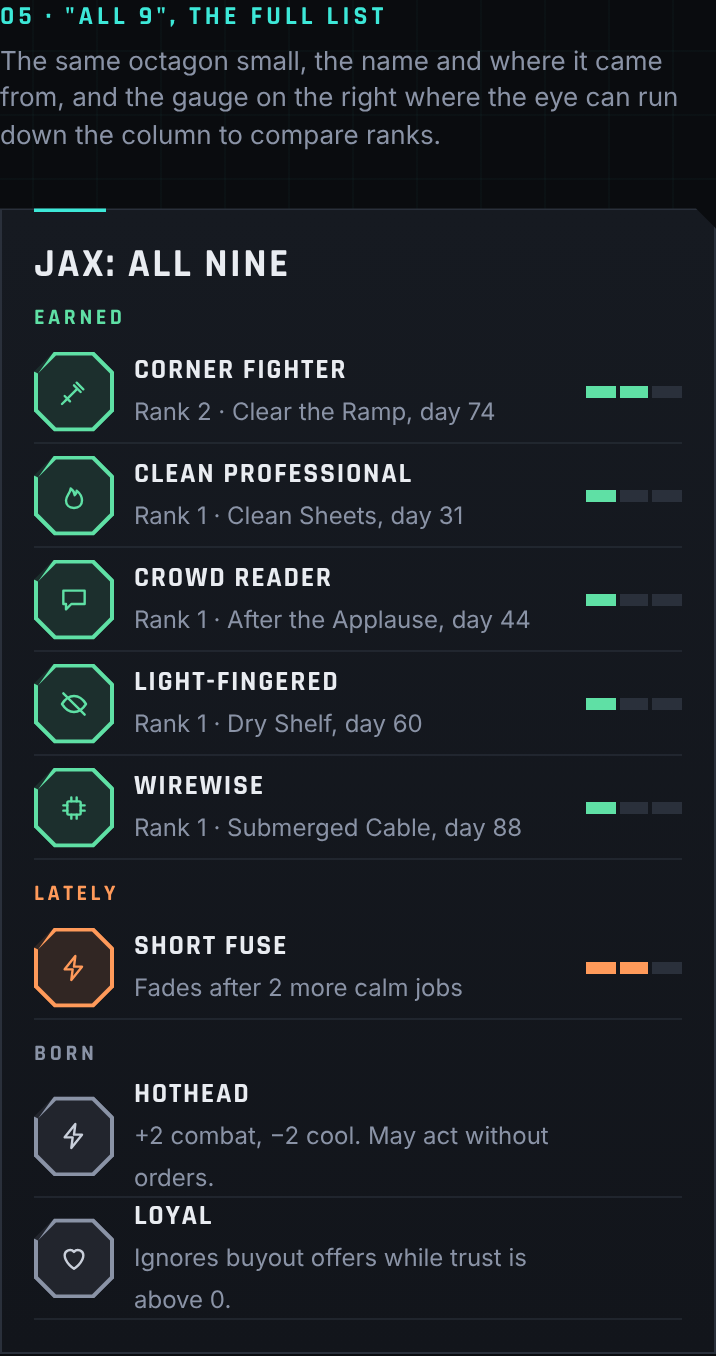 05 · "ALL 9", THE FULL LIST
The same octagon small, the name and where it came
from, and the gauge on the right where the eye can run
down the column to compare ranks.
JAX: ALL NINE
EARNED
CORNER FIGHTER
Rank 2 · Clear the Ramp, day 74
CLEAN PROFESSIONAL
Rank 1 · Clean Sheets, day 31
CROWD READER
Rank 1 · After the Applause, day 44
LIGHT-FINGERED
Rank 1 · Dry Shelf, day 60
WIREWISE
Rank 1 · Submerged Cable, day 88
LATELY
SHORT FUSE
Fades after 2 more calm jobs
BORN
HOTHEAD
+2 combat, −2 cool. May act without
orders.
LOYAL
Ignores buyout offers while trust is
above 0.